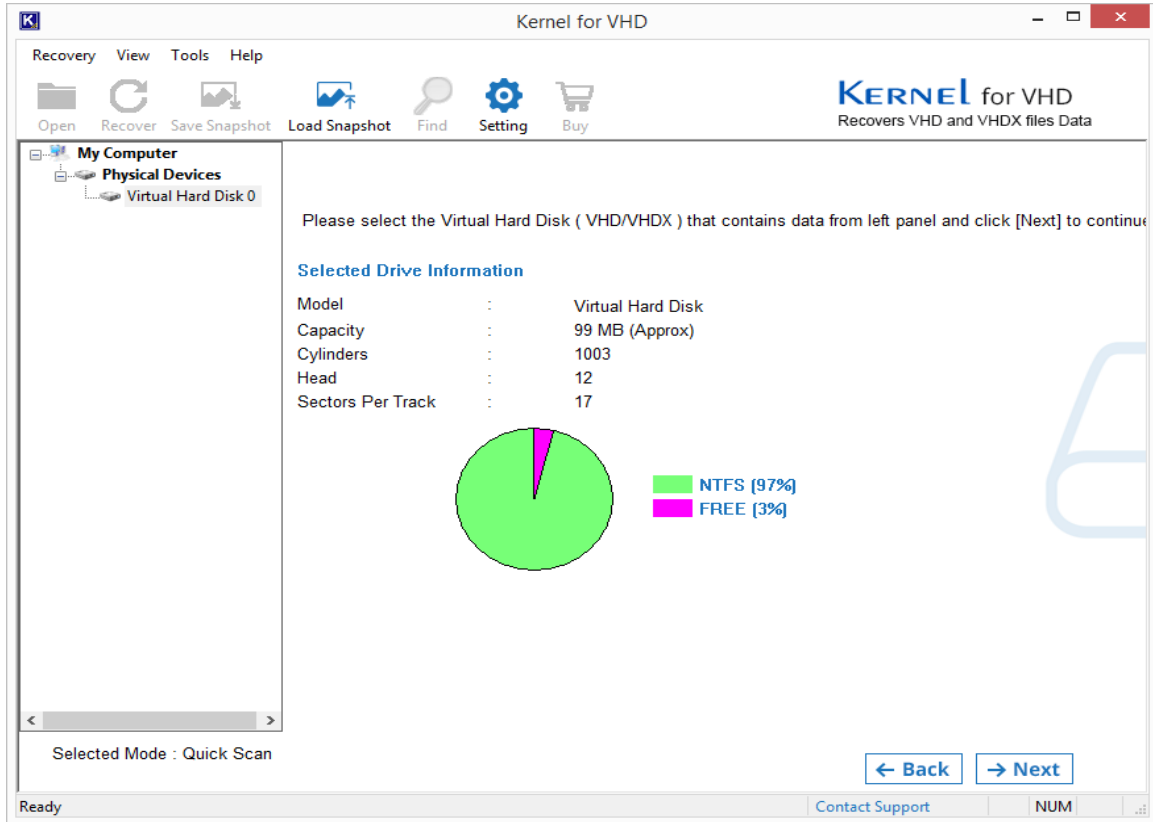 Kernel for VHD
Recovery View Tools Help
Open Recover Save Snapshot Load Snapshot Find Setting Buy
KERNEL for VHD
Recovers VHD and VHDX files Data
My Computer
Physical Devices
Virtual Hard Disk 0
Please select the Virtual Hard Disk ( VHD/VHDX ) that contains data from left panel and click [Next] to continue
Selected Drive Information
Model : Virtual Hard Disk
Capacity : 99 MB (Approx)
Cylinders : 1003
Head : 12
Sectors Per Track : 17
NTFS (97%)
FREE (3%)
Selected Mode : Quick Scan
← Back → Next
Ready Contact Support NUM